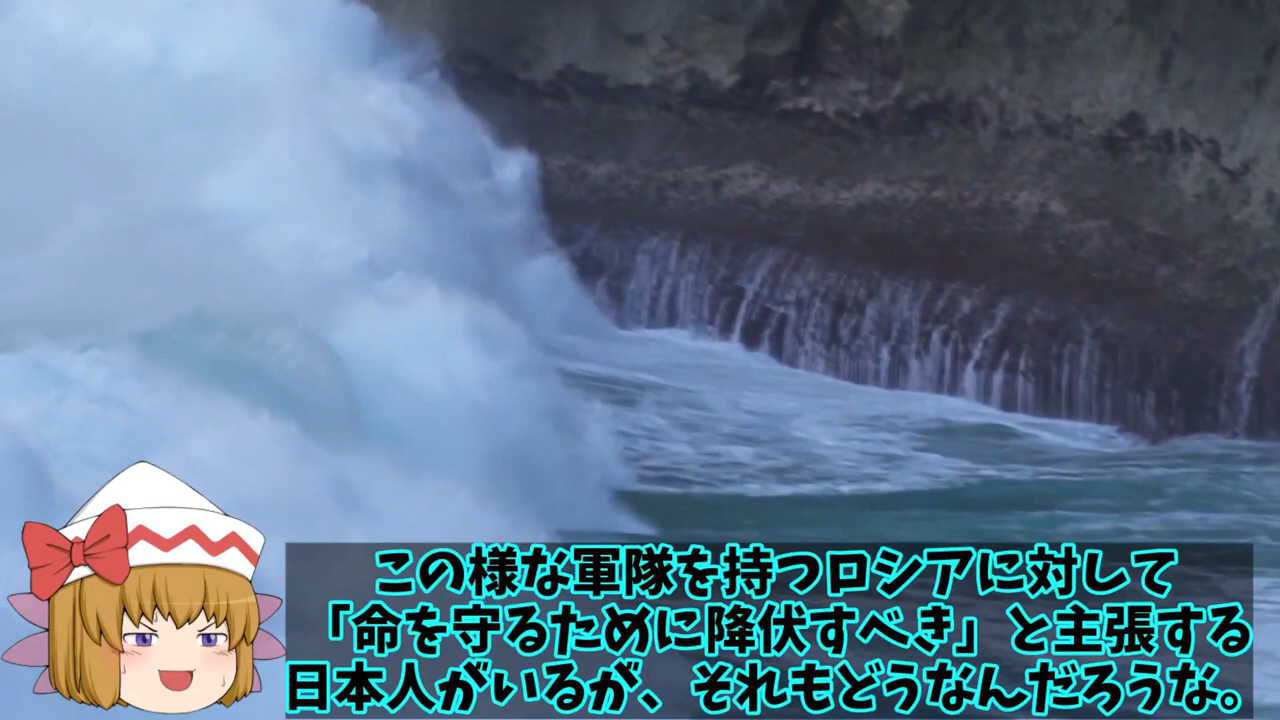 この様な軍隊を持つロシアに対して
「命を守るために降伏すべき」と主張する
日本人がいるが、それもどうなんだろうな。